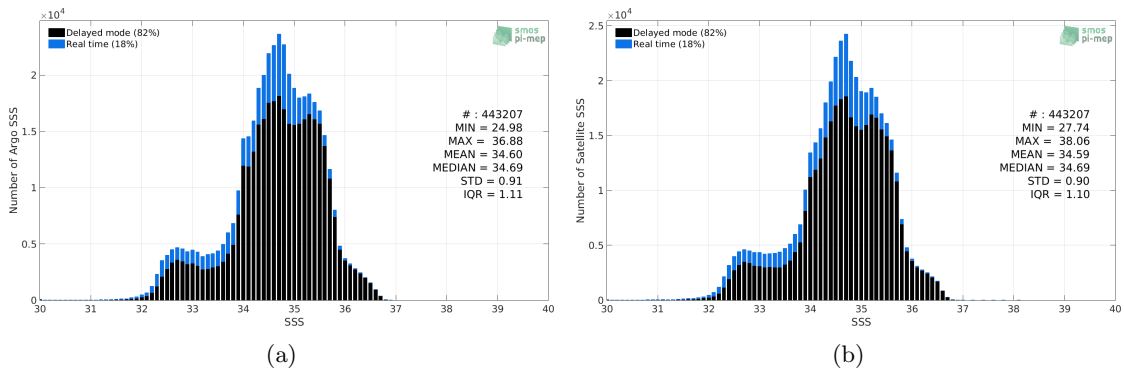 ×10⁴
Delayed mode (82%)
Real time (18%)
smos
pi-mep
2
1.5
1
0.5
0
Number of Argo SSS
# : 443207
MIN = 24.98
MAX = 36.88
MEAN = 34.60
MEDIAN = 34.69
STD = 0.91
IQR = 1.11
30 31 32 33 34 35 36 37 38 39 40
SSS
(a)
×10⁴
2.5
Delayed mode (82%)
Real time (18%)
smos
pi-mep
2
1.5
1
0.5
0
Number of Satellite SSS
# : 443207
MIN = 27.74
MAX = 38.06
MEAN = 34.59
MEDIAN = 34.69
STD = 0.90
IQR = 1.10
30 31 32 33 34 35 36 37 38 39 40
SSS
(b)